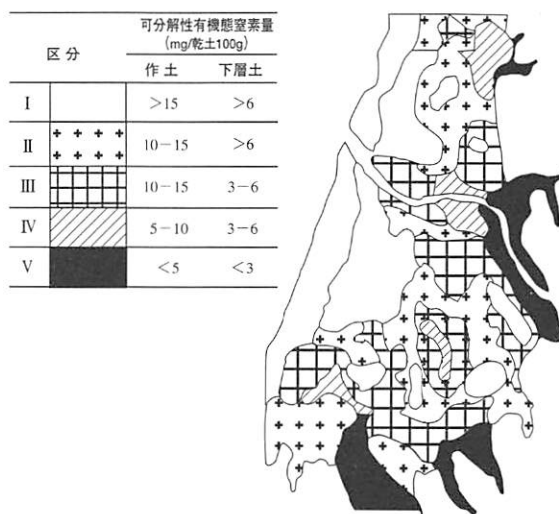 区分 可分解性有機態窒素量
(mg/乾土100g)
作土 下層土
I >15 >6
II 10－15 >6
III 10－15 3－6
IV 5－10 3－6
V <5 <3